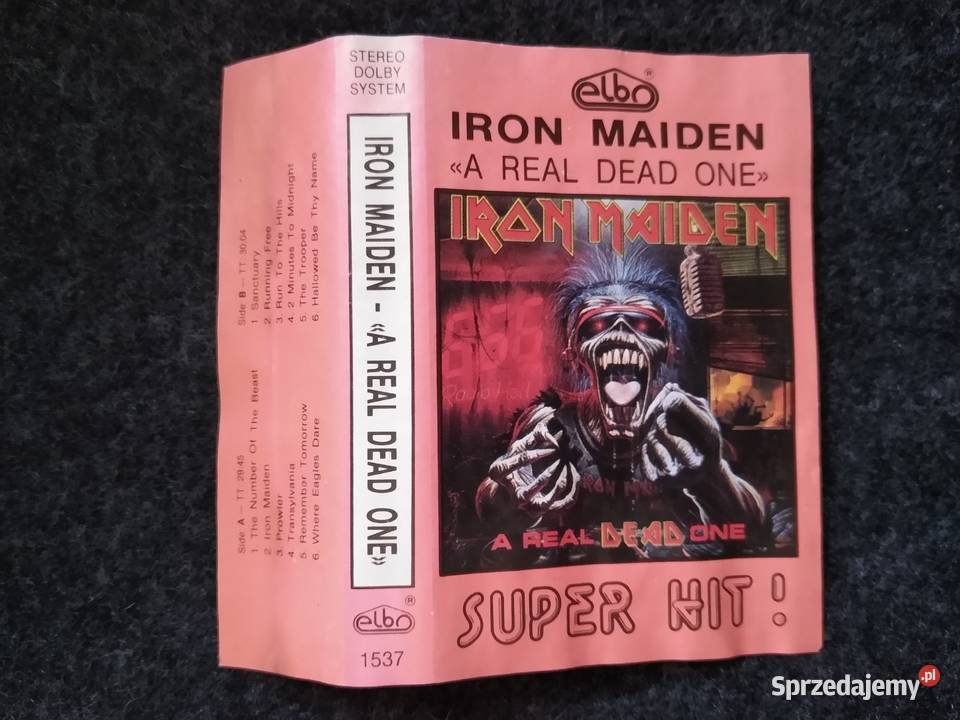 Side A — TT 29:45
1. The Number Of The Beast
2. Iron Maiden
3. Prowler
4 Transylvania
5 Remember Tomorrow
6 Where Eagles Dare
Side B — TT 30:04
1 Sanctuary
2. Running Free
3. Run To The Hills
4 2 Minutes To Midnight
5. The Trooper
6. Hallowed Be Thy Name
STEREO
DOLBY
SYSTEM
IRON MAIDEN - «A REAL DEAD ONE»
elbo ®
1537
elbo ®
IRON MAIDEN
«A REAL DEAD ONE»
IRON MAIDEN
666
A REAL DEAD ONE
SUPER HIT!
Sprzedajemy.pl